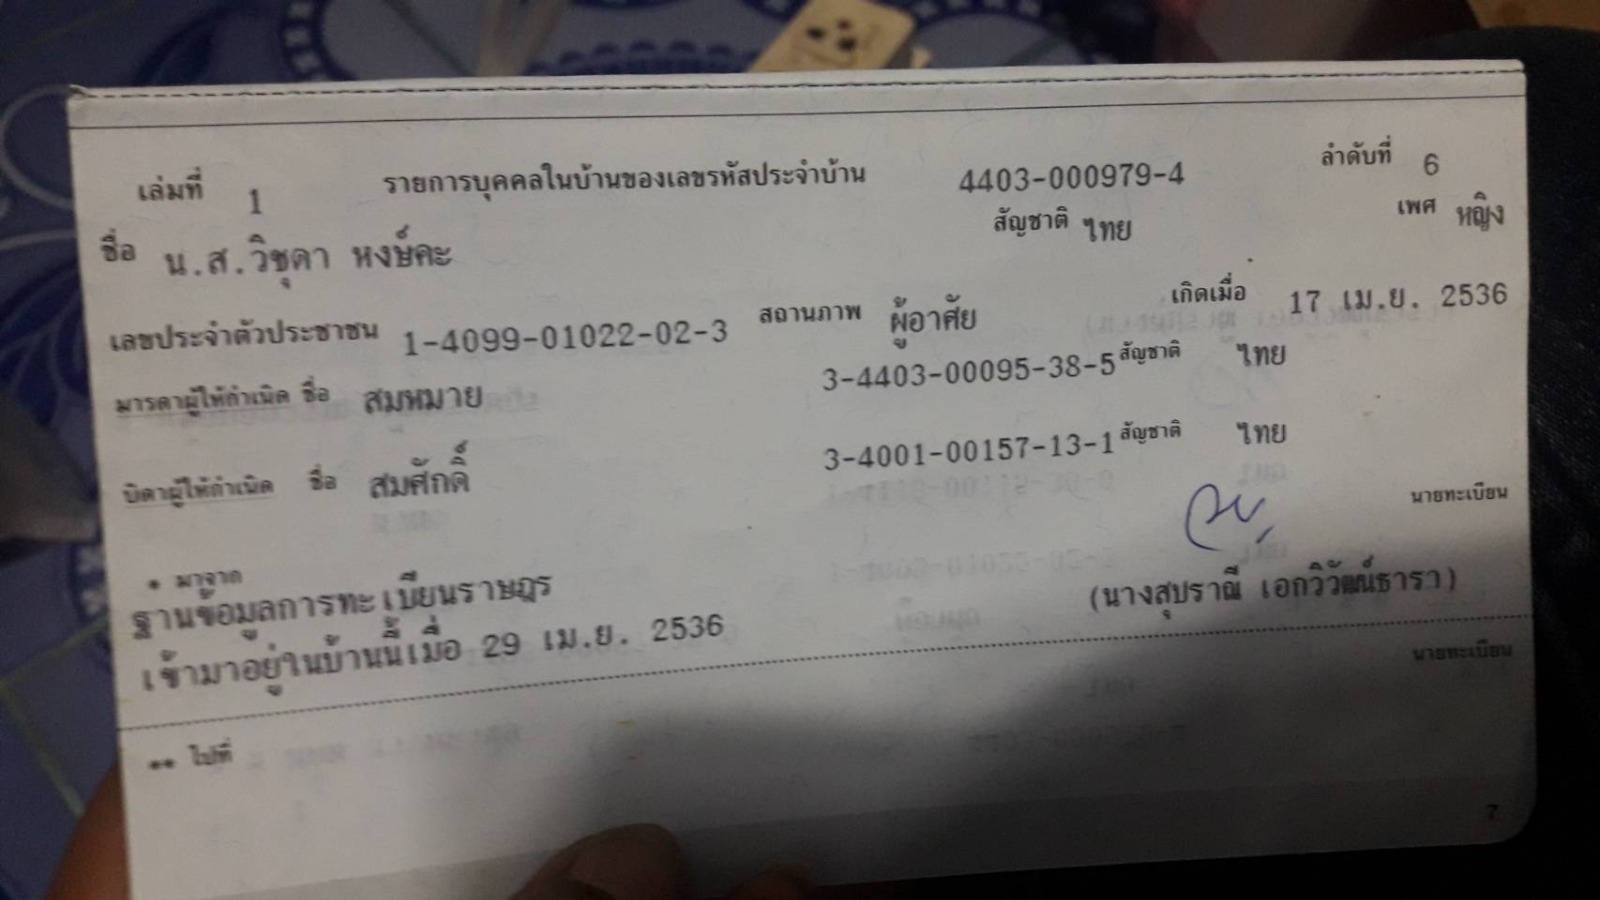 เล่มที่ 1 รายการบุคคลในบ้านของเลขรหัสประจำบ้าน 4403-000979-4 ลำดับที่ 6
ชื่อ น.ส.วิชุดา หงษ์คะ สัญชาติ ไทย เพศ หญิง
เลขประจำตัวประชาชน 1-4099-01022-02-3 สถานภาพ ผู้อาศัย เกิดเมื่อ 17 เม.ย. 2536
มารดาผู้ให้กำเนิด ชื่อ สมหมาย 3-4403-00095-38-5 สัญชาติ ไทย
บิดาผู้ให้กำเนิด ชื่อ สมศักดิ์ 3-4001-00157-13-1 สัญชาติ ไทย
นายทะเบียน
* มาจาก
ฐานข้อมูลการทะเบียนราษฎร
(นางสุปราณี เอกวิวัฒน์ธารา)
เข้ามาอยู่ในบ้านนี้เมื่อ 29 เม.ย. 2536
นายทะเบียน
** ไปที่
7